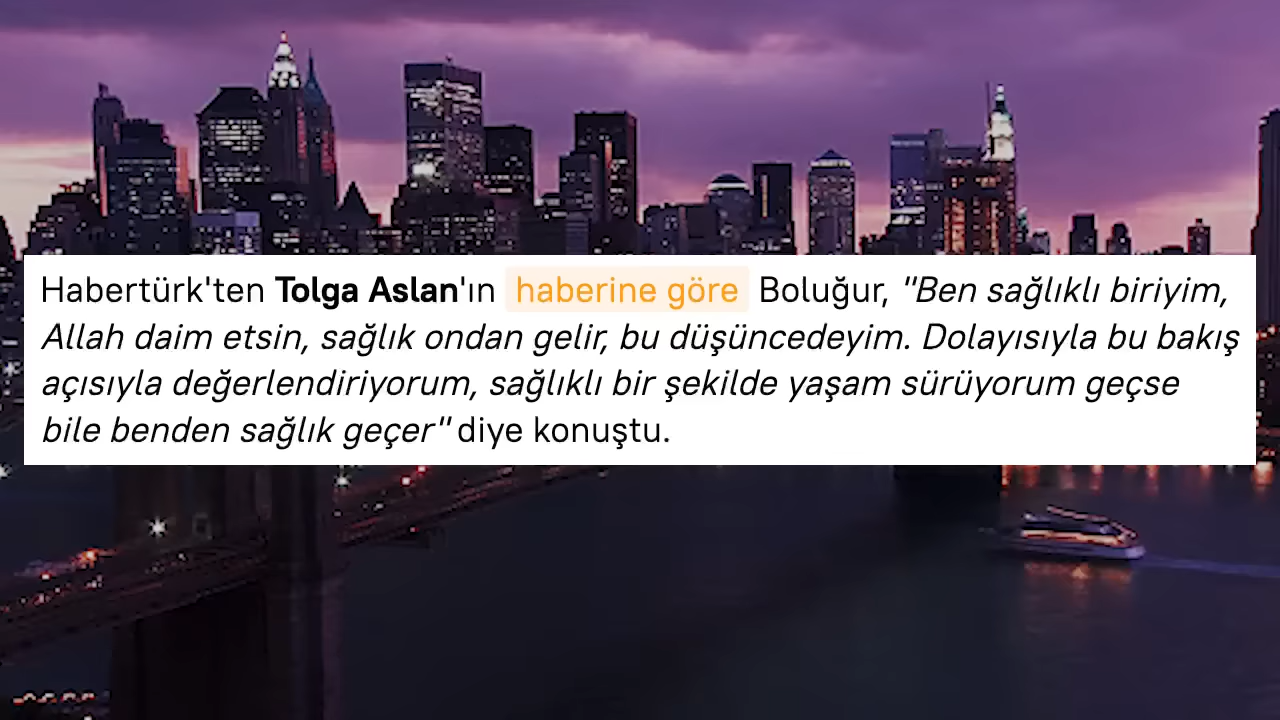 Habertürk'ten Tolga Aslan'ın haberine göre Boluğur, "Ben sağlıklı biriyim,
Allah daim etsin, sağlık ondan gelir, bu düşüncedeyim. Dolayısıyla bu bakış
açısıyla değerlendiriyorum, sağlıklı bir şekilde yaşam sürüyorum geçse
bile benden sağlık geçer" diye konuştu.